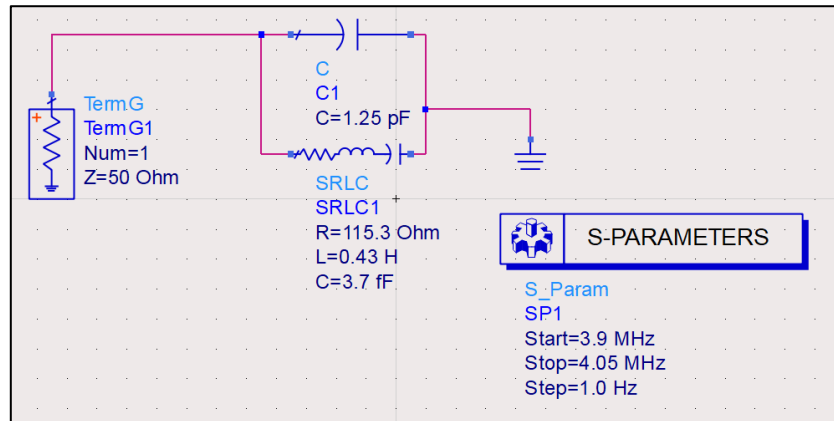 C
C1
C=1.25 pF
+
TermG
TermG1
Num=1
Z=50 Ohm
SRLC
SRLC1
R=115.3 Ohm
L=0.43 H
C=3.7 fF
S-PARAMETERS
S_Param
SP1
Start=3.9 MHz
Stop=4.05 MHz
Step=1.0 Hz